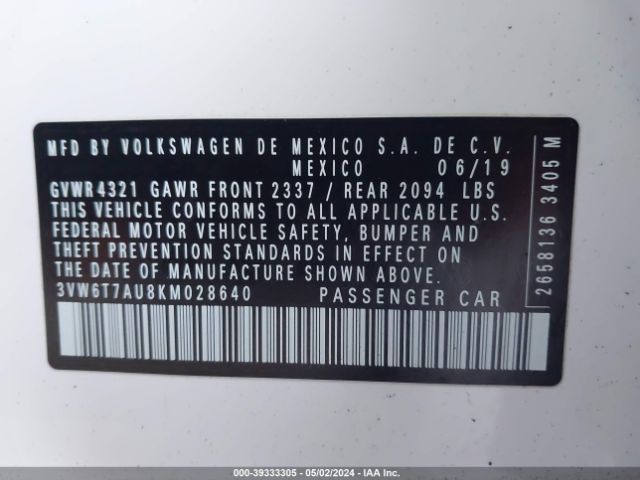 MFD BY VOLKSWAGEN DE MEXICO S.A. DE C.V.
MEXICO 06/19
GVWR4321 GAWR FRONT 2337 / REAR 2094 LBS
THIS VEHICLE CONFORMS TO ALL APPLICABLE U.S.
FEDERAL MOTOR VEHICLE SAFETY, BUMPER AND
THEFT PREVENTION STANDARDS IN EFFECT ON
THE DATE OF MANUFACTURE SHOWN ABOVE.
3VW6T7AU8KM028640 PASSENGER CAR
2658136 3405 M
000-39333305 - 05/02/2024 - IAA Inc.